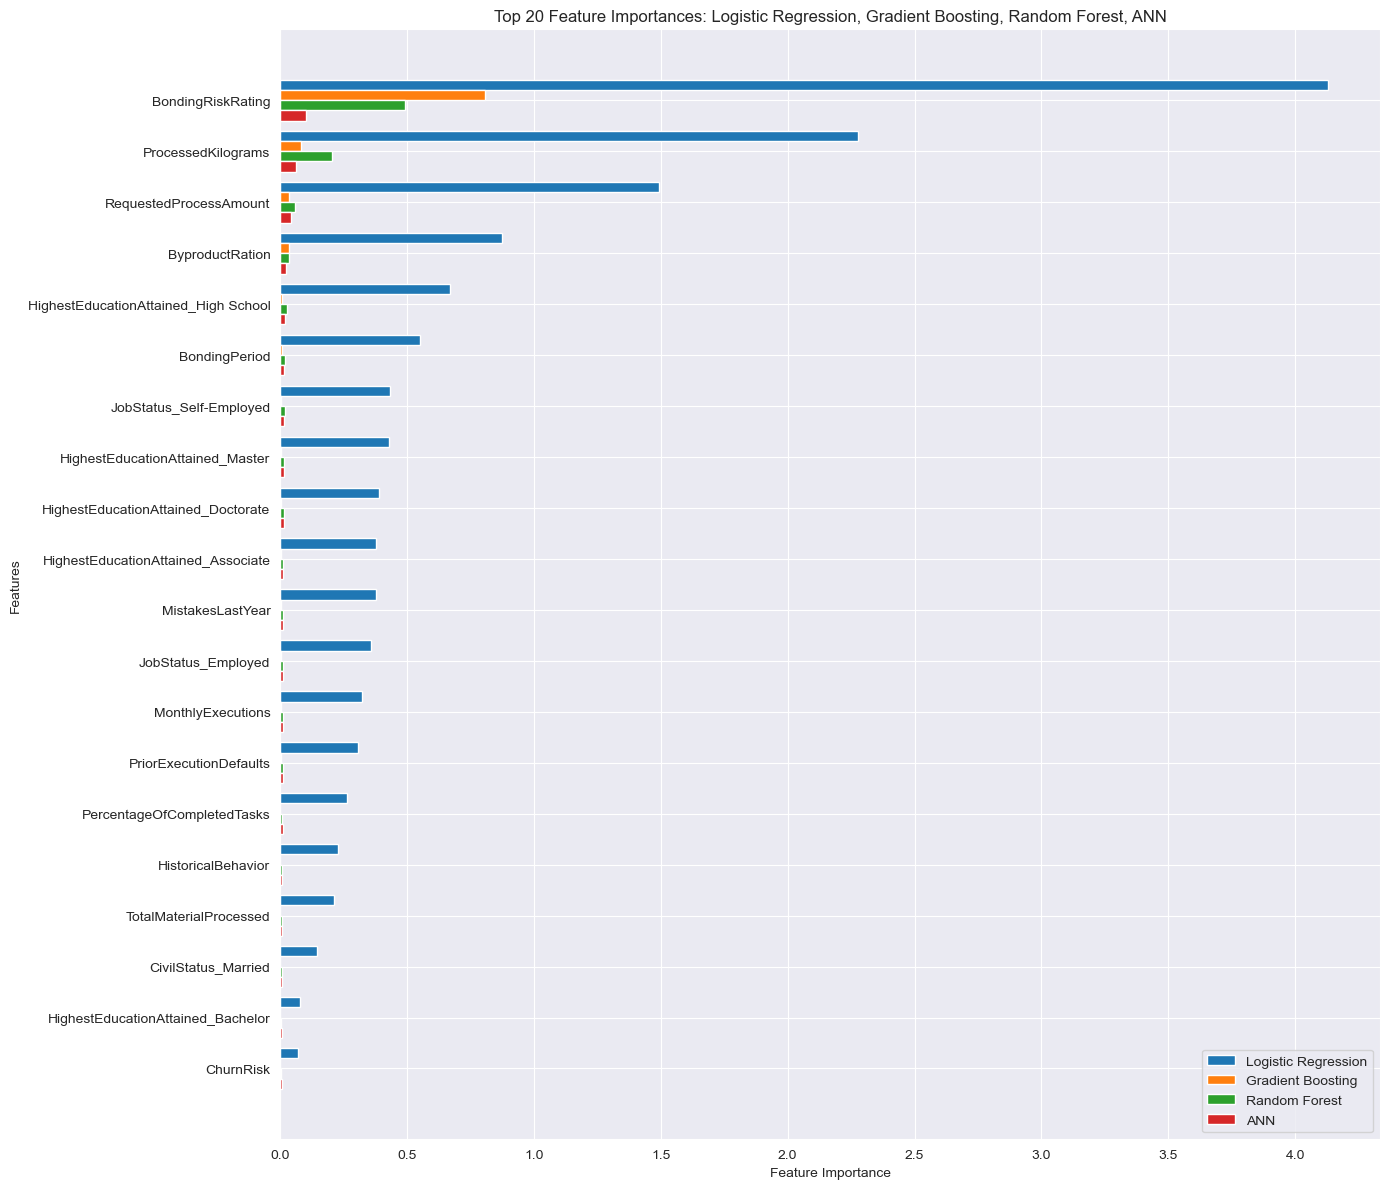 Top 20 Feature Importances: Logistic Regression, Gradient Boosting, Random Forest, ANN
Features
BondingRiskRating
ProcessedKilograms
RequestedProcessAmount
ByproductRation
HighestEducationAttained_High School
BondingPeriod
JobStatus_Self-Employed
HighestEducationAttained_Master
HighestEducationAttained_Doctorate
HighestEducationAttained_Associate
MistakesLastYear
JobStatus_Employed
MonthlyExecutions
PriorExecutionDefaults
PercentageOfCompletedTasks
HistoricalBehavior
TotalMaterialProcessed
CivilStatus_Married
HighestEducationAttained_Bachelor
ChurnRisk
Logistic Regression
Gradient Boosting
Random Forest
ANN
0.0 0.5 1.0 1.5 2.0 2.5 3.0 3.5 4.0
Feature Importance